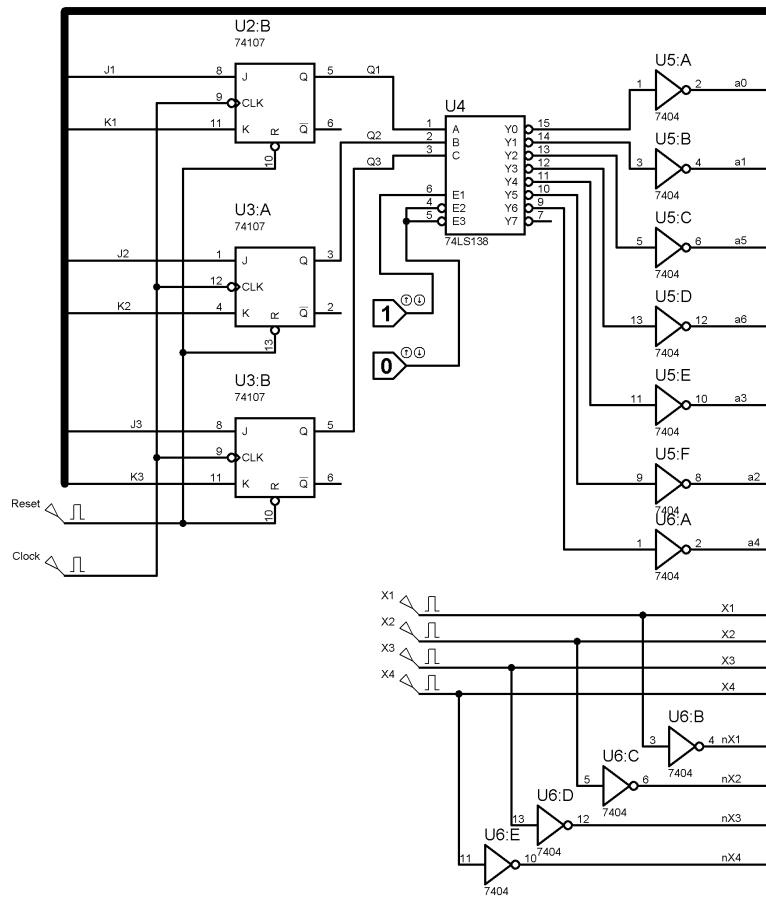 U2:B
74107
J1 8 J Q 5 Q1
9 CLK
K1 11 K R Q 6
10
U3:A
74107
J2 1 J Q 3 Q2
12 CLK
K2 4 K R Q 2
13
U3:B
74107
J3 8 J Q 5 Q3
9 CLK
K3 11 K R Q 6
10
Reset
Clock
U4
1 A Y0 15
2 B Y1 14
3 C Y2 13
Y3 12
Y4 11
6 E1 Y5 10
4 E2 Y6 9
5 E3 Y7 7
74LS138
1
0
U5:A
1 2 a0
7404
U5:B
3 4 a1
7404
U5:C
5 6 a5
7404
U5:D
13 12 a6
7404
U5:E
11 10 a3
7404
U5:F
9 8 a2
7404
U6:A
1 2 a4
7404
X1 X1
X2 X2
X3 X3
X4 X4
U6:B
3 4 nX1
7404
U6:C
5 6 nX2
7404
U6:D
13 12 nX3
7404
U6:E
11 10 nX4
7404